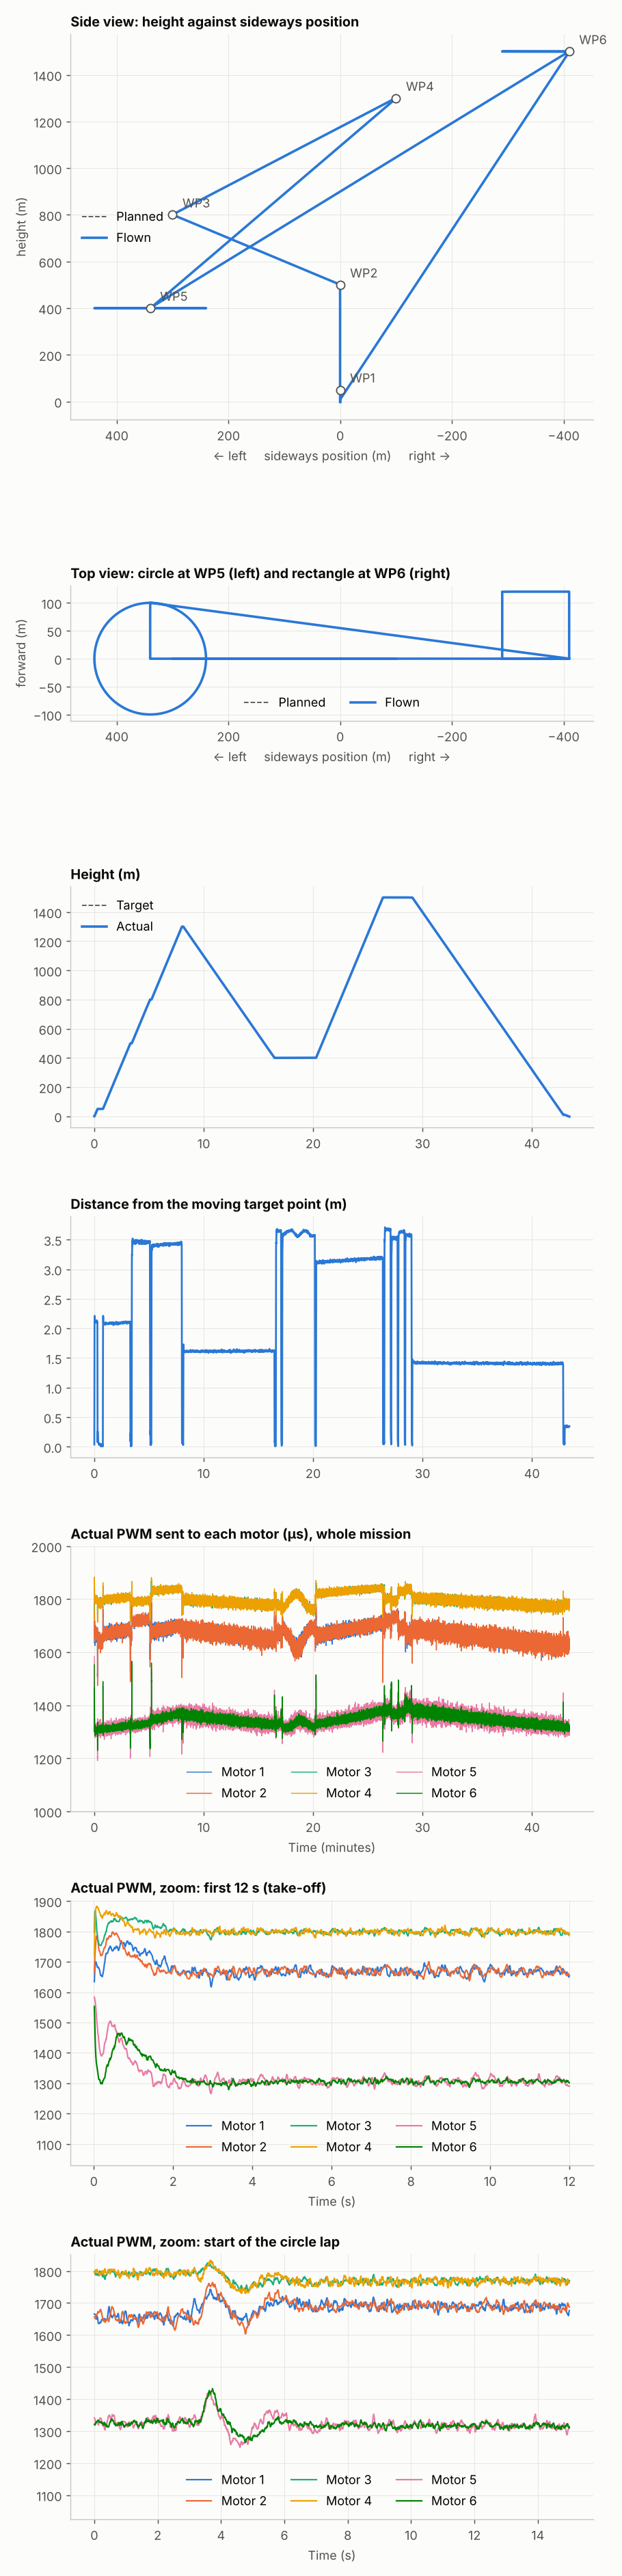 Side view: height against sideways position
WP6
1400
WP4
1200
1000
WP3
800
Planned
Flown
height (m)
600
WP2
WP5
400
200
WP1
0
400 200 0 −200 −400
← left sideways position (m) right →
Top view: circle at WP5 (left) and rectangle at WP6 (right)
100
50
0
−50
−100
forward (m)
Planned Flown
400 200 0 −200 −400
← left sideways position (m) right →
Height (m)
Target
Actual
1400
1200
1000
800
600
400
200
0
0 10 20 30 40
Distance from the moving target point (m)
3.5
3.0
2.5
2.0
1.5
1.0
0.5
0.0
0 10 20 30 40
Actual PWM sent to each motor (µs), whole mission
2000
1800
1600
1400
1200
1000
Motor 1 Motor 3 Motor 5
Motor 2 Motor 4 Motor 6
0 10 20 30 40
Time (minutes)
Actual PWM, zoom: first 12 s (take-off)
1900
1800
1700
1600
1500
1400
1300
1200
1100
Motor 1 Motor 3 Motor 5
Motor 2 Motor 4 Motor 6
0 2 4 6 8 10 12
Time (s)
Actual PWM, zoom: start of the circle lap
1800
1700
1600
1500
1400
1300
1200
1100
Motor 1 Motor 3 Motor 5
Motor 2 Motor 4 Motor 6
0 2 4 6 8 10 12 14
Time (s)